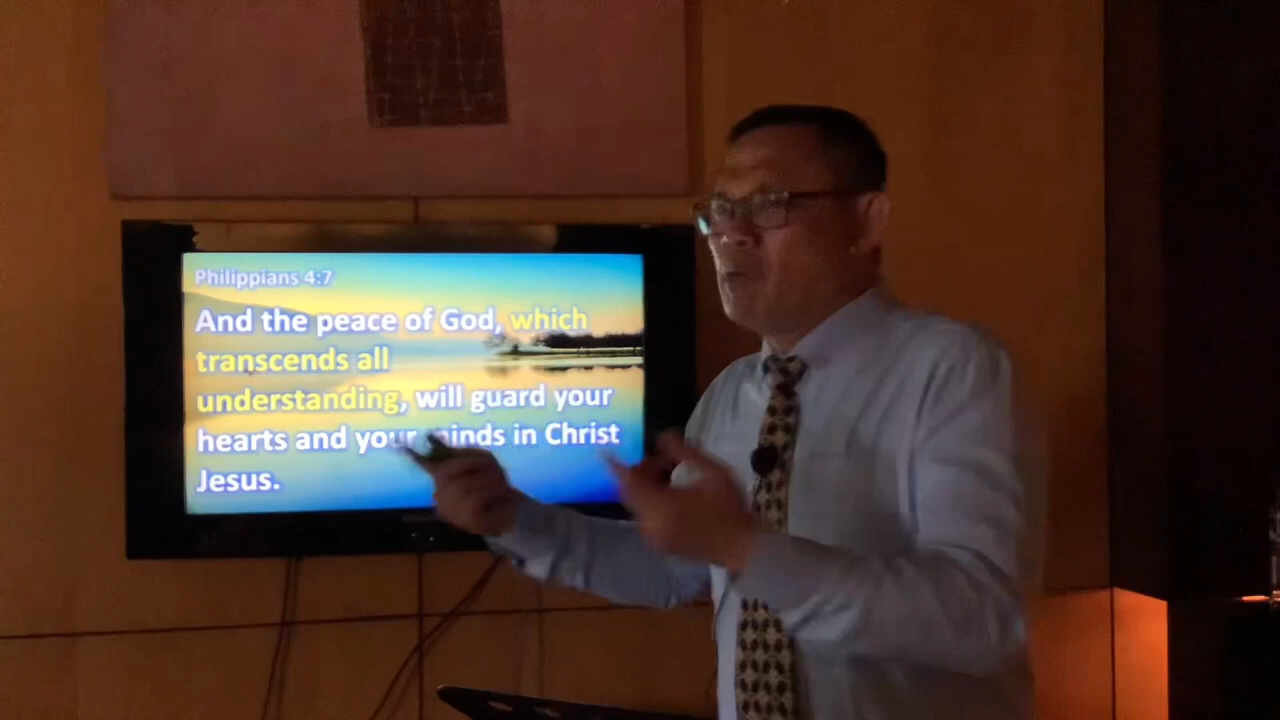 Philippians 4:7
And the peace of God, which
transcends all
understanding, will guard your
hearts and your minds in Christ
Jesus.